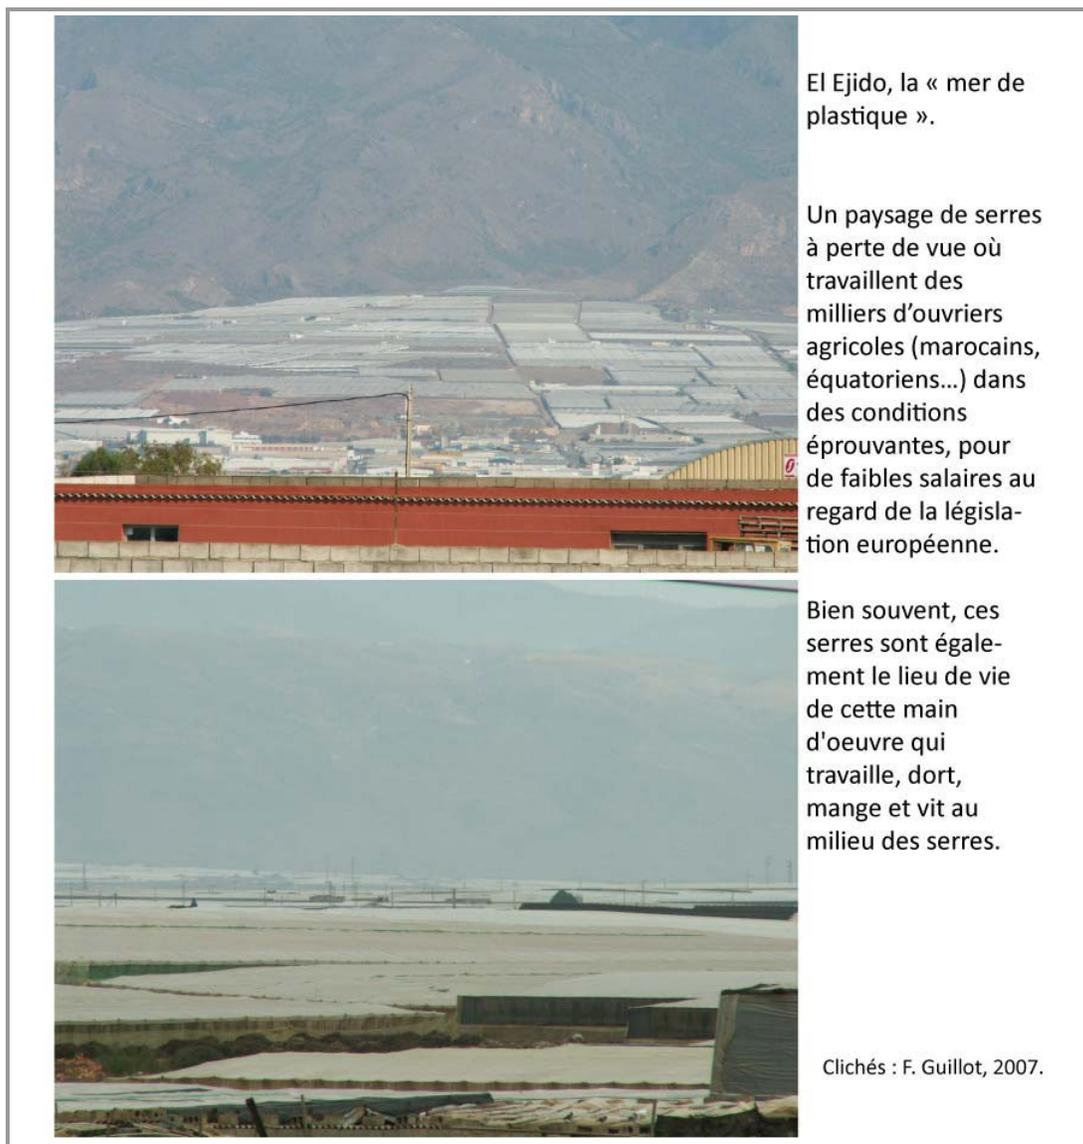 El Ejido, la « mer de
plastique ».
Un paysage de serres
à perte de vue où
travaillent des
milliers d’ouvriers
agricoles (marocains,
équatoriens…) dans
des conditions
éprouvantes, pour
de faibles salaires au
regard de la législa-
tion européenne.
Bien souvent, ces
serres sont égale-
ment le lieu de vie
de cette main
d'oeuvre qui
travaille, dort,
mange et vit au
milieu des serres.
Clichés : F. Guillot, 2007.